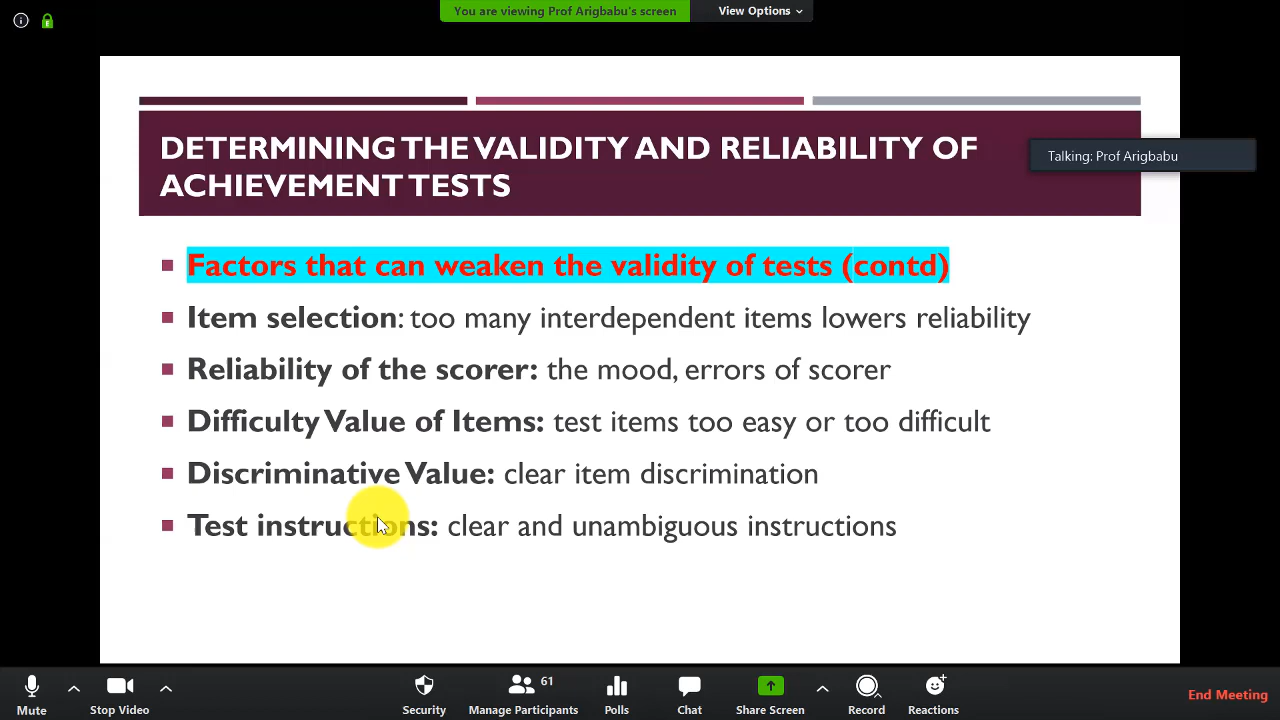 You are viewing Prof Arigbabu's screen
View Options
DETERMINING THE VALIDITY AND RELIABILITY OF
ACHIEVEMENT TESTS
Talking: Prof Arigbabu
Factors that can weaken the validity of tests (contd)
Item selection: too many interdependent items lowers reliability
Reliability of the scorer: the mood, errors of scorer
Difficulty Value of Items: test items too easy or too difficult
Discriminative Value: clear item discrimination
Test instructions: clear and unambiguous instructions
Mute
Stop Video
Security
61
Manage Participants
Polls
Chat
Share Screen
Record
Reactions
End Meeting